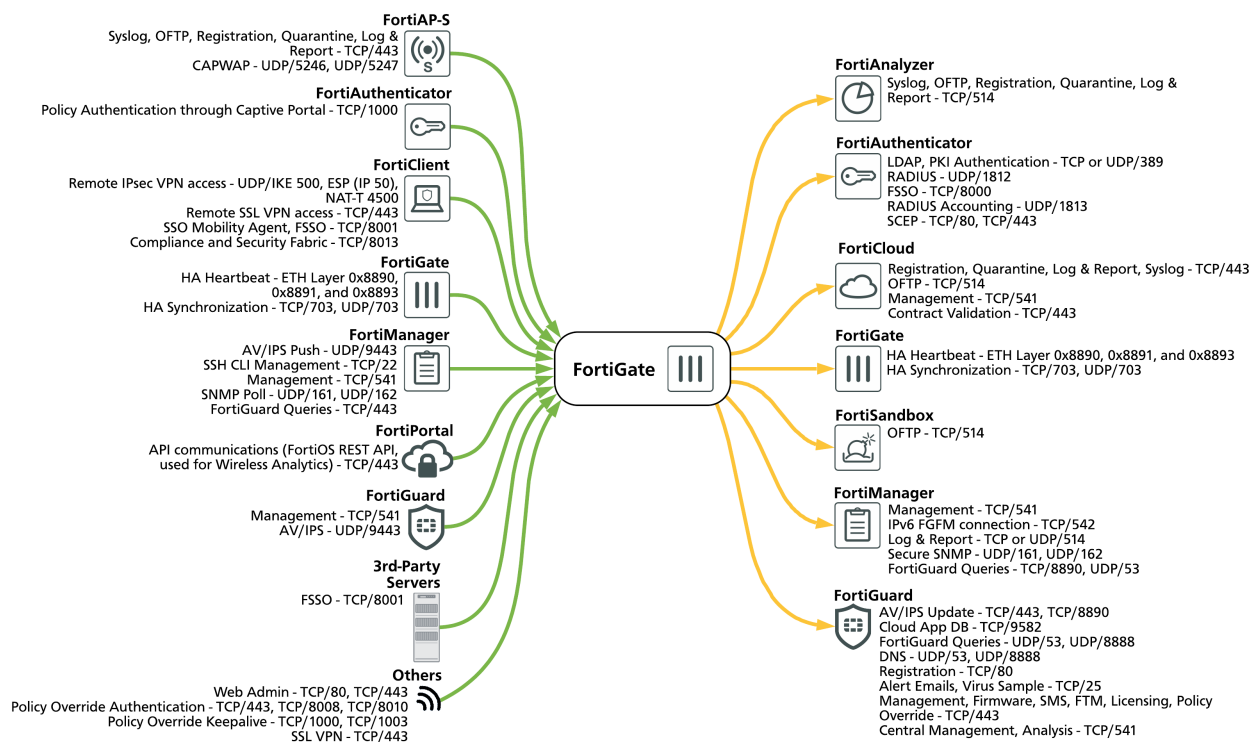 FortiAP-S
Syslog, OFTP, Registration, Quarantine, Log &
Report - TCP/443
CAPWAP - UDP/5246, UDP/5247
S
FortiAuthenticator
Policy Authentication through Captive Portal - TCP/1000
FortiClient
Remote IPsec VPN access - UDP/IKE 500, ESP (IP 50),
NAT-T 4500
Remote SSL VPN access - TCP/443
SSO Mobility Agent, FSSO - TCP/8001
Compliance and Security Fabric - TCP/8013
FortiGate
HA Heartbeat - ETH Layer 0x8890,
0x8891, and 0x8893
HA Synchronization - TCP/703, UDP/703
FortiManager
AV/IPS Push - UDP/9443
SSH CLI Management - TCP/22
Management - TCP/541
SNMP Poll - UDP/161, UDP/162
FortiGuard Queries - TCP/443
FortiPortal
API communications (FortiOS REST API,
used for Wireless Analytics) - TCP/443
FortiGuard
Management - TCP/541
AV/IPS - UDP/9443
3rd-Party
Servers
FSSO - TCP/8001
Others
Web Admin - TCP/80, TCP/443
Policy Override Authentication - TCP/443, TCP/8008, TCP/8010
Policy Override Keepalive - TCP/1000, TCP/1003
SSL VPN - TCP/443
FortiGate
FortiAnalyzer
Syslog, OFTP, Registration, Quarantine, Log &
Report - TCP/514
FortiAuthenticator
LDAP, PKI Authentication - TCP or UDP/389
RADIUS - UDP/1812
FSSO - TCP/8000
RADIUS Accounting - UDP/1813
SCEP - TCP/80, TCP/443
FortiCloud
Registration, Quarantine, Log & Report, Syslog - TCP/443
OFTP - TCP/514
Management - TCP/541
Contract Validation - TCP/443
FortiGate
HA Heartbeat - ETH Layer 0x8890, 0x8891, and 0x8893
HA Synchronization - TCP/703, UDP/703
FortiSandbox
OFTP - TCP/514
FortiManager
Management - TCP/541
IPv6 FGFM connection - TCP/542
Log & Report - TCP or UDP/514
Secure SNMP - UDP/161, UDP/162
FortiGuard Queries - TCP/8890, UDP/53
FortiGuard
AV/IPS Update - TCP/443, TCP/8890
Cloud App DB - TCP/9582
FortiGuard Queries - UDP/53, UDP/8888
DNS - UDP/53, UDP/8888
Registration - TCP/80
Alert Emails, Virus Sample - TCP/25
Management, Firmware, SMS, FTM, Licensing, Policy
Override - TCP/443
Central Management, Analysis - TCP/541